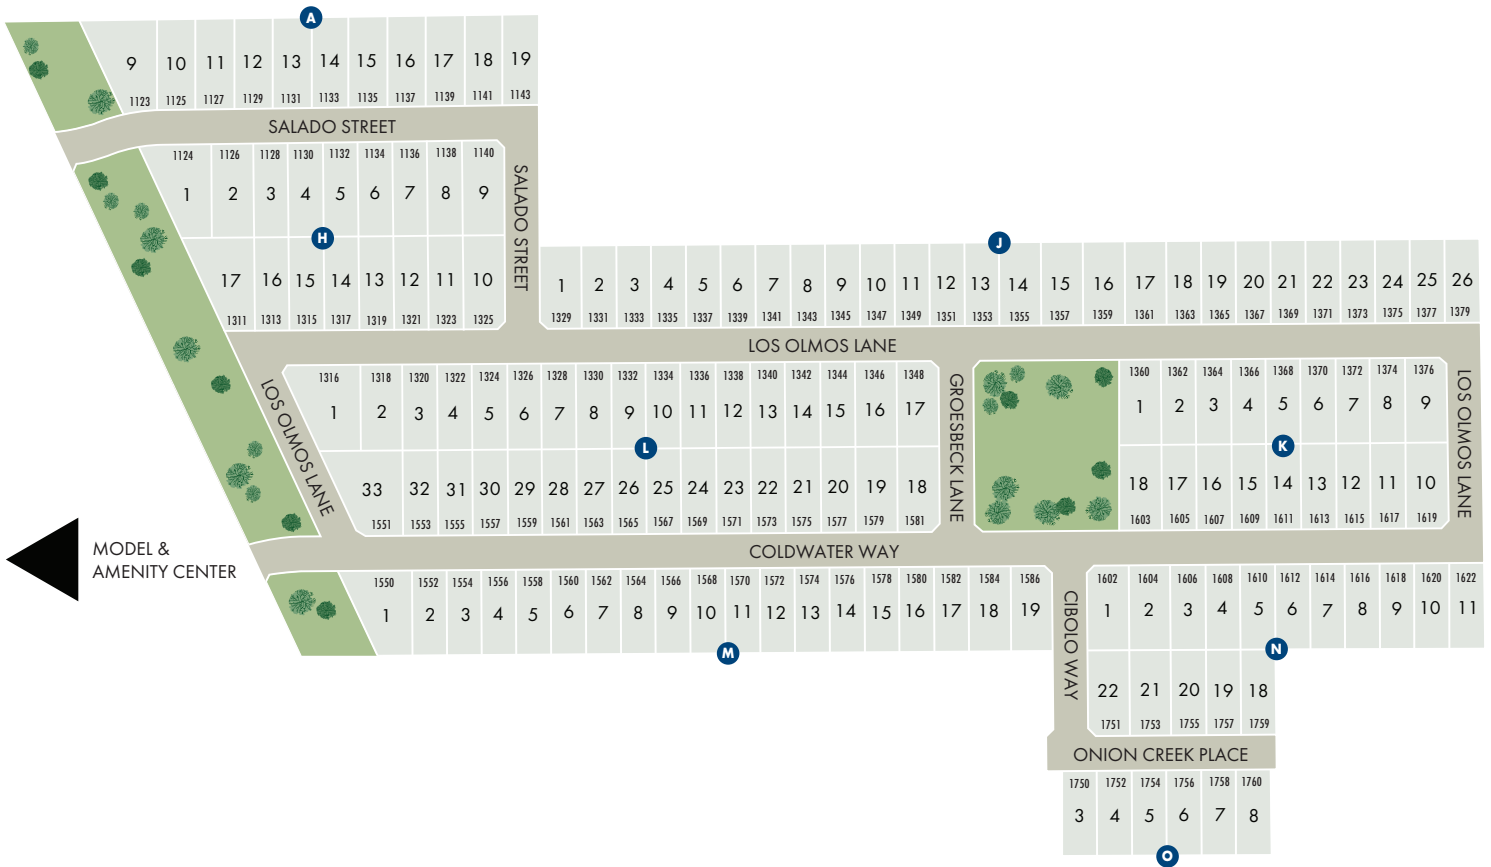 A
9 10 11 12 13 14 15 16 17 18 19
1123 1125 1127 1129 1131 1133 1135 1137 1139 1141 1143
SALADO STREET
1124 1126 1128 1130 1132 1134 1136 1138 1140
1 2 3 4 5 6 7 8 9
SALADO STREET
H
17 16 15 14 13 12 11 10
1311 1313 1315 1317 1319 1321 1323 1325
J
1 2 3 4 5 6 7 8 9 10 11 12 13 14 15 16 17 18 19 20 21 22 23 24 25 26
1329 1331 1333 1335 1337 1339 1341 1343 1345 1347 1349 1351 1353 1355 1357 1359 1361 1363 1365 1367 1369 1371 1373 1375 1377 1379
LOS OLMOS LANE
LOS OLMOS LANE
1316 1318 1320 1322 1324 1326 1328 1330 1332 1334 1336 1338 1340 1342 1344 1346 1348
1 2 3 4 5 6 7 8 9 10 11 12 13 14 15 16 17
L
33 32 31 30 29 28 27 26 25 24 23 22 21 20 19 18
1551 1553 1555 1557 1559 1561 1563 1565 1567 1569 1571 1573 1575 1577 1579 1581
GROESBECK LANE
1360 1362 1364 1366 1368 1370 1372 1374 1376
1 2 3 4 5 6 7 8 9
K
18 17 16 15 14 13 12 11 10
1603 1605 1607 1609 1611 1613 1615 1617 1619
LOS OLMOS LANE
COLDWATER WAY
MODEL &
AMENITY CENTER
1550 1552 1554 1556 1558 1560 1562 1564 1566 1568 1570 1572 1574 1576 1578 1580 1582 1584 1586
1 2 3 4 5 6 7 8 9 10 11 12 13 14 15 16 17 18 19
M
CIBOLO WAY
1602 1604 1606 1608 1610 1612 1614 1616 1618 1620 1622
1 2 3 4 5 6 7 8 9 10 11
N
22 21 20 19 18
1751 1753 1755 1757 1759
ONION CREEK PLACE
1750 1752 1754 1756 1758 1760
3 4 5 6 7 8
O